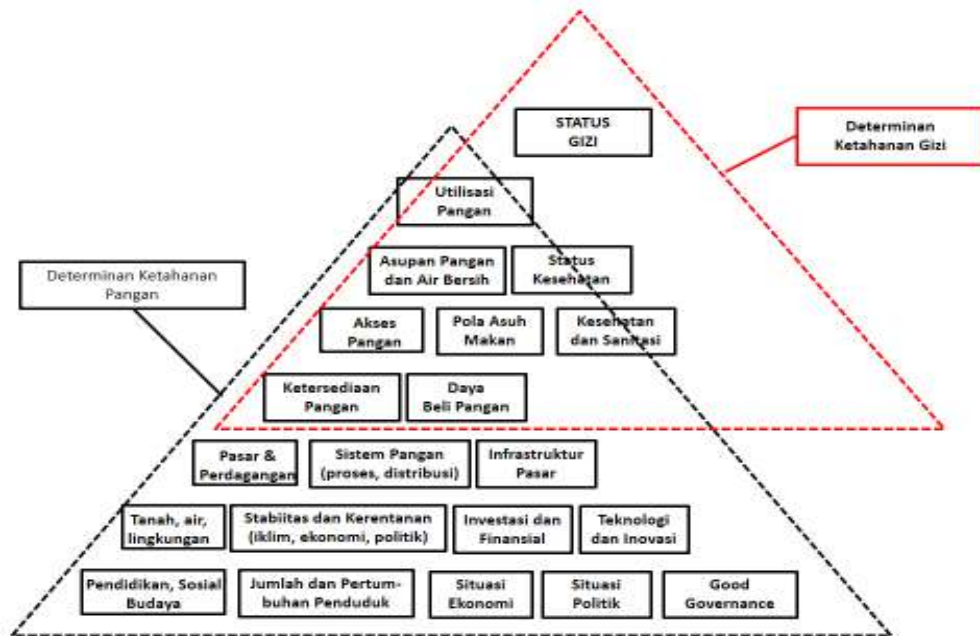 STATUS
GIZI
Determinan
Ketahanan Gizi
Utilisasi
Pangan
Determinan Ketahanan
Pangan
Asupan Pangan
dan Air Bersih
Status
Kesehatan
Akses
Pangan
Pola Asuh
Makan
Kesehatan
dan Sanitasi
Ketersediaan
Pangan
Daya
Beli Pangan
Pasar &
Perdagangan
Sistem Pangan
(proses, distribusi)
Infrastruktur
Pasar
Tanah, air,
lingkungan
Stabiitas dan Kerentanan
(iklim, ekonomi, politik)
Investasi dan
Finansial
Teknologi
dan Inovasi
Pendidikan, Sosial
Budaya
Jumlah dan Pertum-
buhan Penduduk
Situasi
Ekonomi
Situasi
Politik
Good
Governance